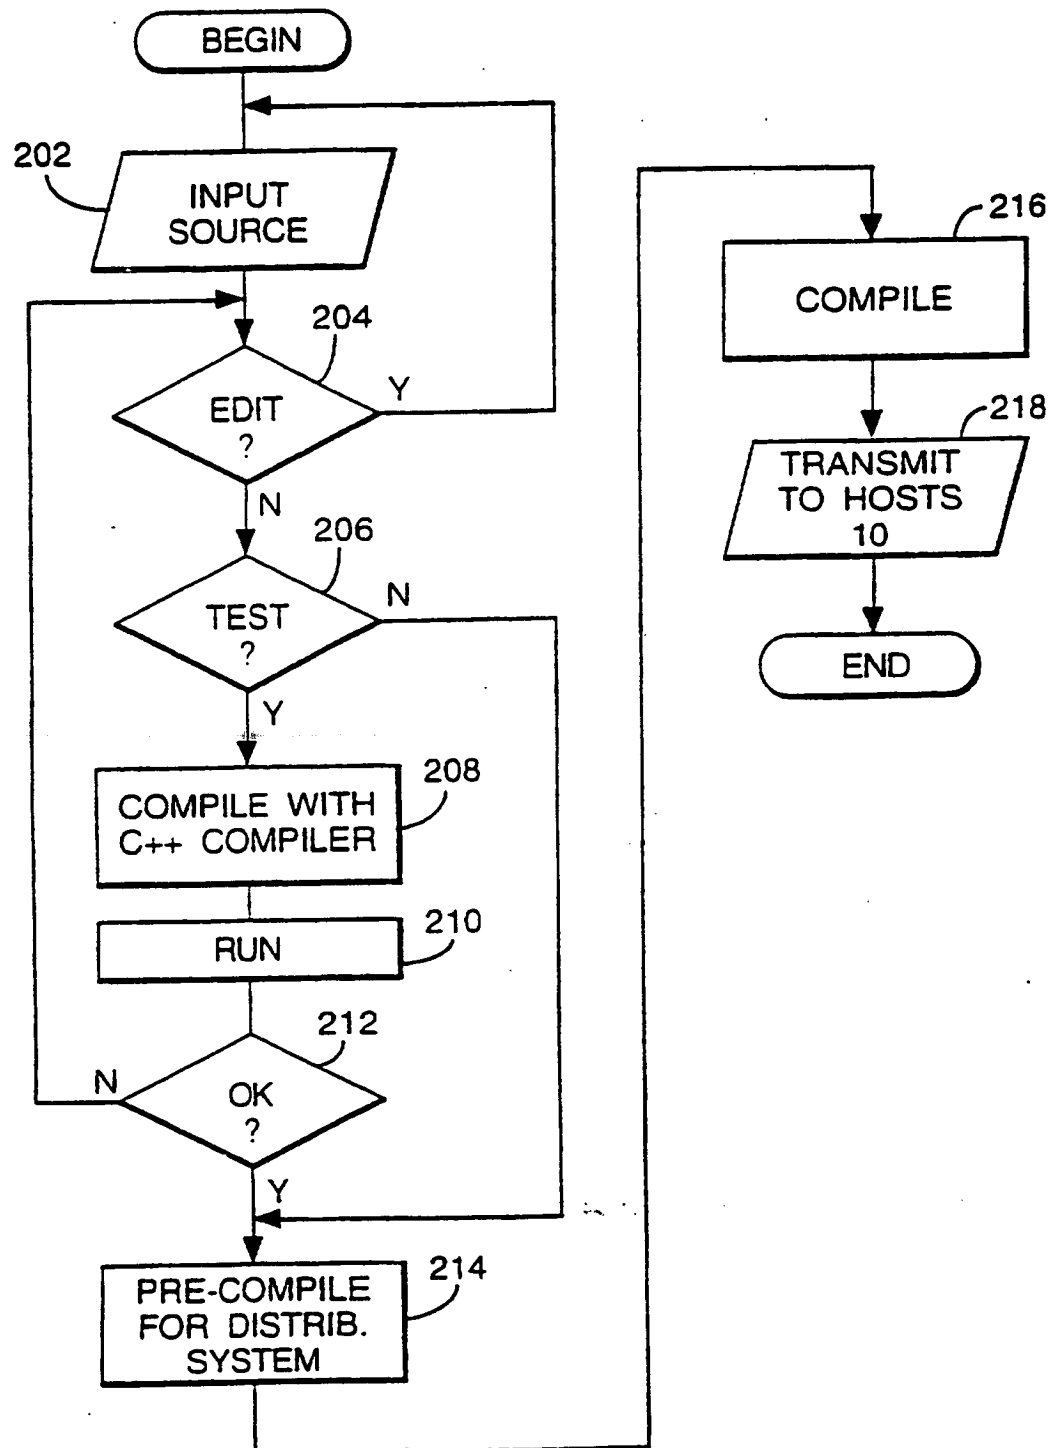 BEGIN
202
INPUT
SOURCE
204
EDIT
?
Y
N
206
TEST
?
N
Y
208
COMPILE WITH
C++ COMPILER
210
RUN
212
OK
?
N
Y
214
PRE-COMPILE
FOR DISTRIB.
SYSTEM
216
COMPILE
218
TRANSMIT
TO HOSTS
10
END